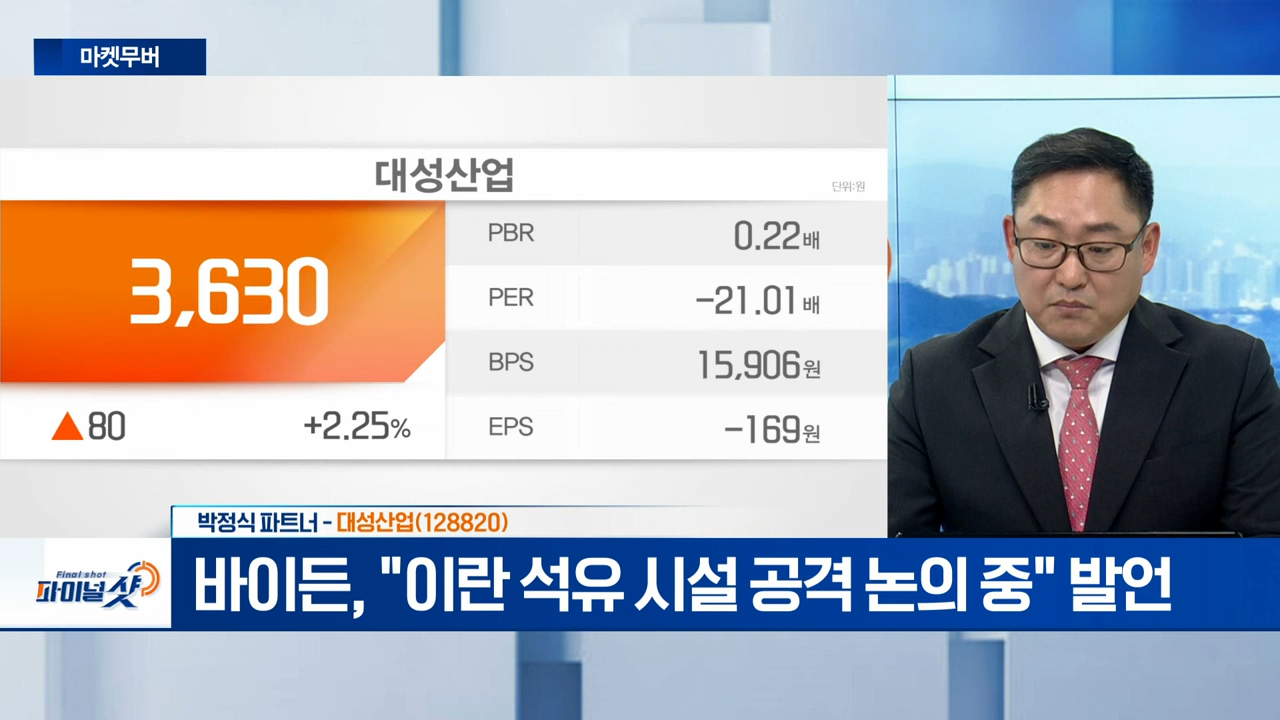 마켓무버
대성산업
단위:원
3,630
▲80 +2.25%
PBR 0.22배
PER -21.01배
BPS 15,906원
EPS -169원
박정식 파트너 - 대성산업(128820)
Final shot
파이널샷
바이든, "이란 석유 시설 공격 논의 중" 발언